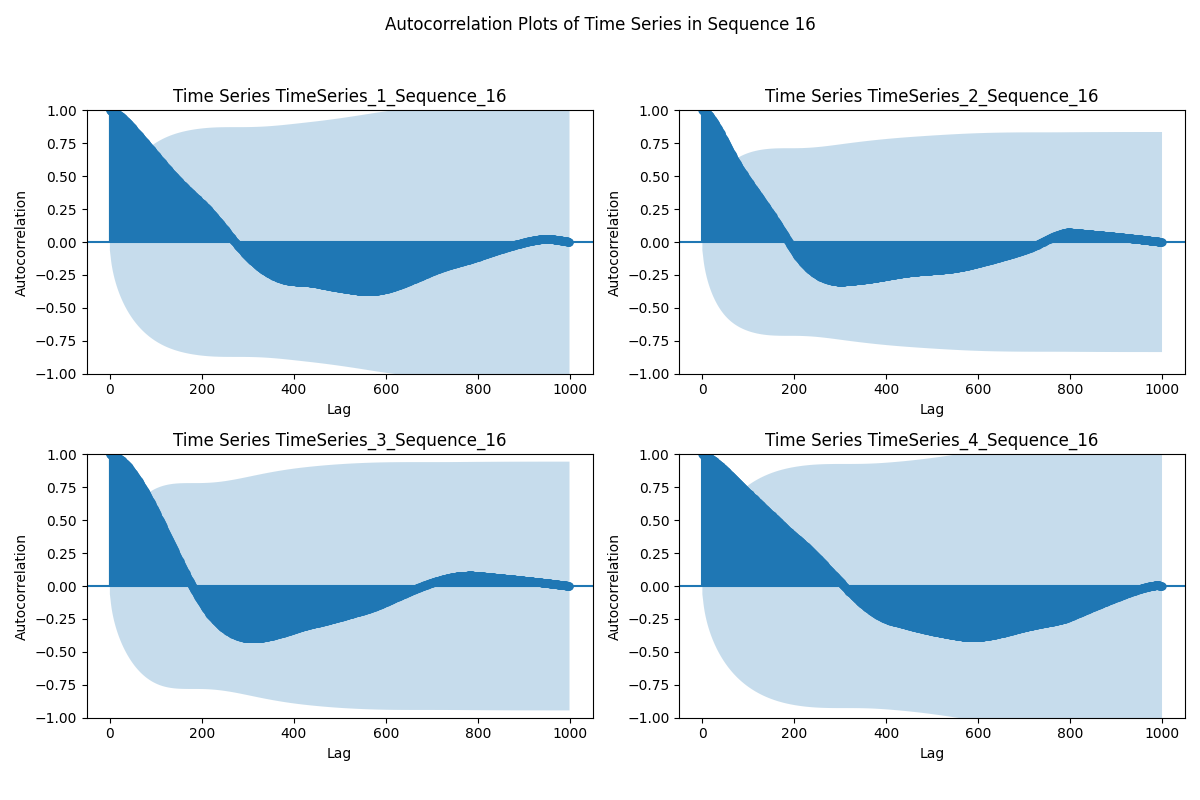 Autocorrelation Plots of Time Series in Sequence 16
Time Series TimeSeries_1_Sequence_16
1.00
0.75
0.50
0.25
0.00
−0.25
−0.50
−0.75
−1.00
Autocorrelation
0 200 400 600 800 1000
Lag
Time Series TimeSeries_2_Sequence_16
1.00
0.75
0.50
0.25
0.00
−0.25
−0.50
−0.75
−1.00
Autocorrelation
0 200 400 600 800 1000
Lag
Time Series TimeSeries_3_Sequence_16
1.00
0.75
0.50
0.25
0.00
−0.25
−0.50
−0.75
−1.00
Autocorrelation
0 200 400 600 800 1000
Lag
Time Series TimeSeries_4_Sequence_16
1.00
0.75
0.50
0.25
0.00
−0.25
−0.50
−0.75
−1.00
Autocorrelation
0 200 400 600 800 1000
Lag